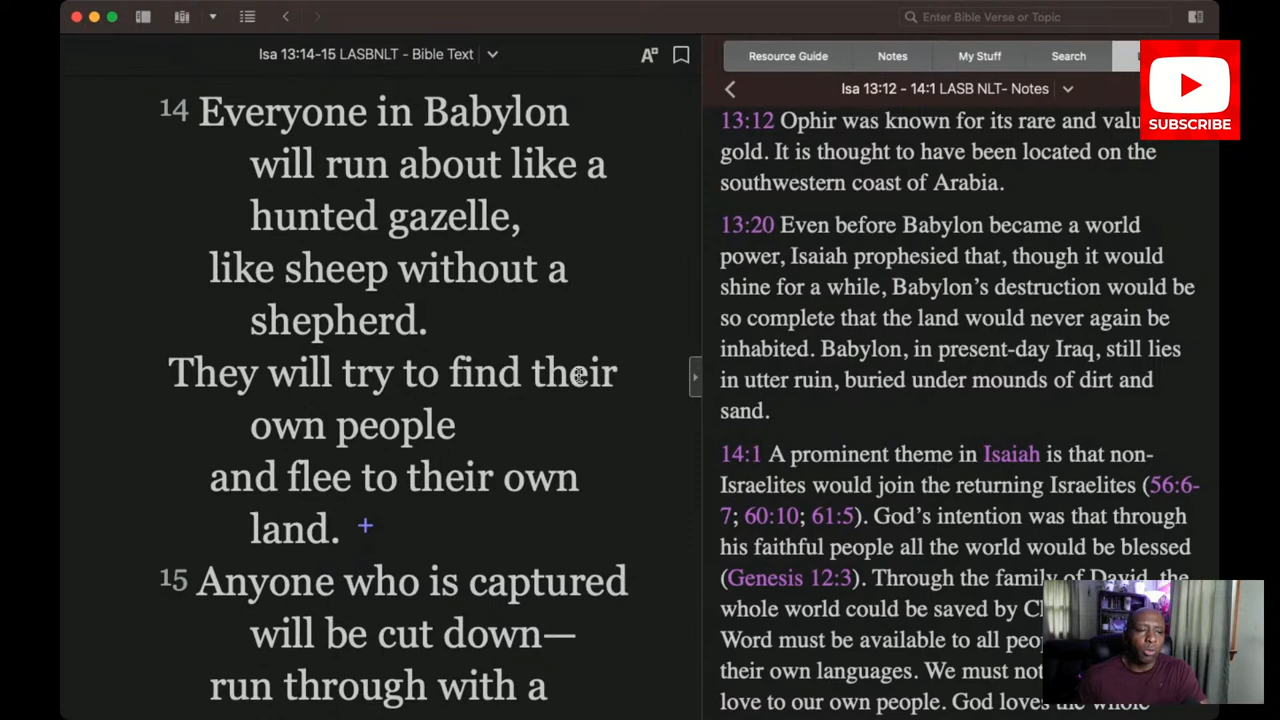 Enter Bible Verse or Topic
Isa 13:14-15 LASBNLT - Bible Text
14 Everyone in Babylon
will run about like a
hunted gazelle,
like sheep without a
shepherd.
They will try to find their
own people
and flee to their own
land. +
15 Anyone who is captured
will be cut down—
run through with a
Resource Guide
Notes
My Stuff
Search
Isa 13:12 - 14:1 LASB NLT- Notes
13:12 Ophir was known for its rare and
gold. It is thought to have been located on the
southwestern coast of Arabia.
13:20 Even before Babylon became a world
power, Isaiah prophesied that, though it would
shine for a while, Babylon's destruction would be
so complete that the land would never again be
inhabited. Babylon, in present-day Iraq, still lies
in utter ruin, buried under mounds of dirt and
sand.
14:1 A prominent theme in Isaiah is that non-
Israelites would join the returning Israelites (56:6-
7; 60:10; 61:5). God's intention was that through
his faithful people all the world would be blessed
(Genesis 12:3). Through the family of David, the
whole world could be saved by
Word must be available to all
their own languages. We must
love to our own people. God loves the whole
SUBSCRIBE